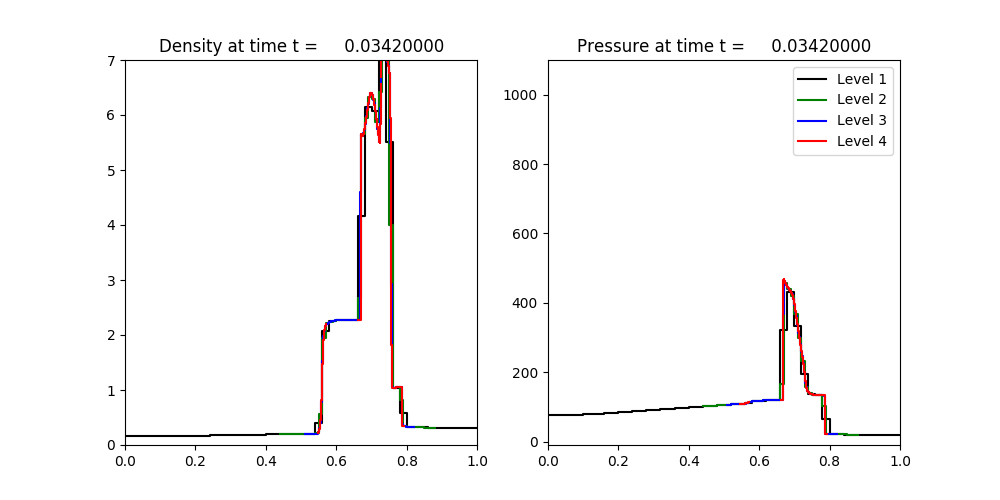 Density at time t = 0.03420000
7
6
5
4
3
2
1
0
0.0 0.2 0.4 0.6 0.8 1.0
Pressure at time t = 0.03420000
1000
800
600
400
200
0
0.0 0.2 0.4 0.6 0.8 1.0
Level 1
Level 2
Level 3
Level 4